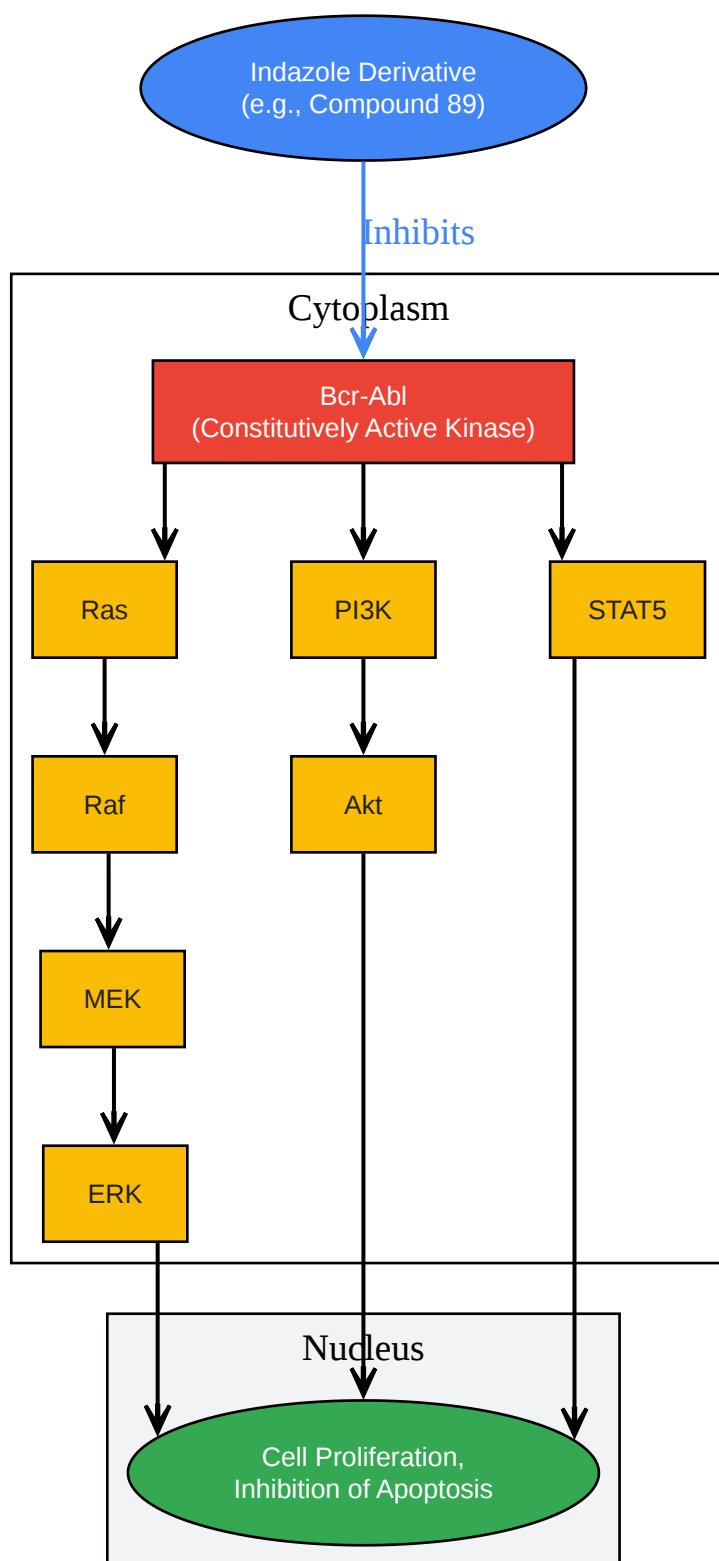 Indazole Derivative
(e.g., Compound 89)
Inhibits
Cytoplasm
Bcr-Abl
(Constitutively Active Kinase)
Ras
PI3K
STAT5
Raf
Akt
MEK
ERK
Nucleus
Cell Proliferation,
Inhibition of Apoptosis